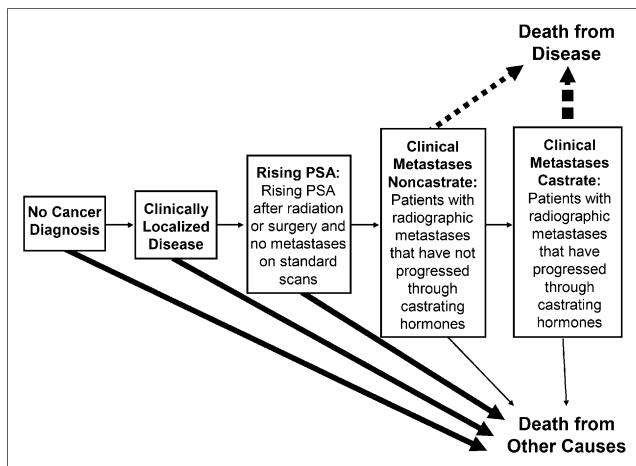 Death from
Disease
No Cancer
Diagnosis
Clinically
Localized
Disease
Rising PSA:
Rising PSA
after radiation
or surgery and
no metastases
on standard
scans
Clinical
Metastases
Noncastrate:
Patients with
radiographic
metastases
that have not
progressed
through
castrating
hormones
Clinical
Metastases
Castrate:
Patients with
radiographic
metastases
that have
progressed
through
castrating
hormones
Death from
Other Causes